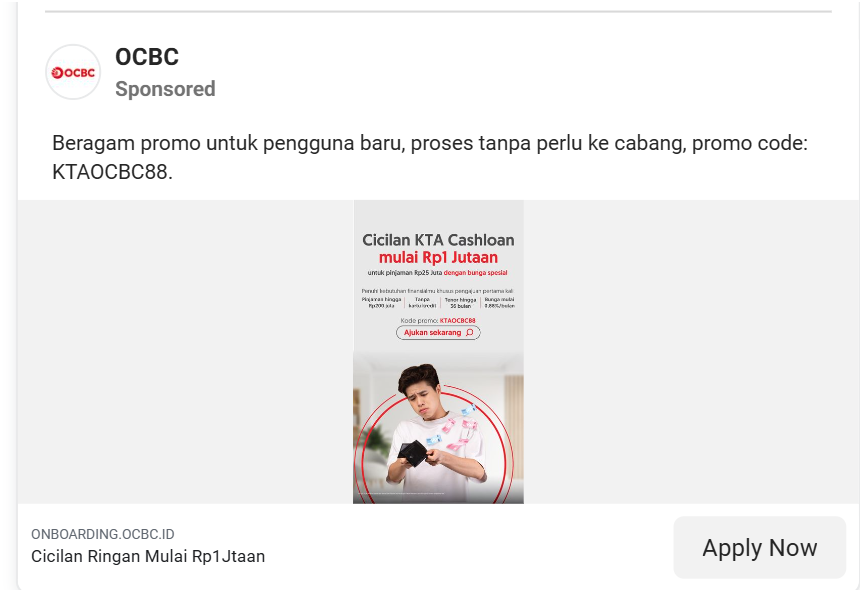 OCBC
OCBC
Sponsored
Beragam promo untuk pengguna baru, proses tanpa perlu ke cabang, promo code:
KTAOCBC88.
Cicilan KTA Cashloan
mulai Rp1 Jutaan
untuk pinjaman Rp25 Juta dengan bunga spesial
Penuhi kebutuhan finansialmu khusus pengajuan pertama kali
Pinjaman hingga Rp200 juta
Tanpa kartu kredit
Tenor hingga 36 bulan
Bunga mulai 0,88%/bulan
Kode promo: KTAOCBC88
Ajukan sekarang
ONBOARDING.OCBC.ID
Cicilan Ringan Mulai Rp1Jtaan
Apply Now